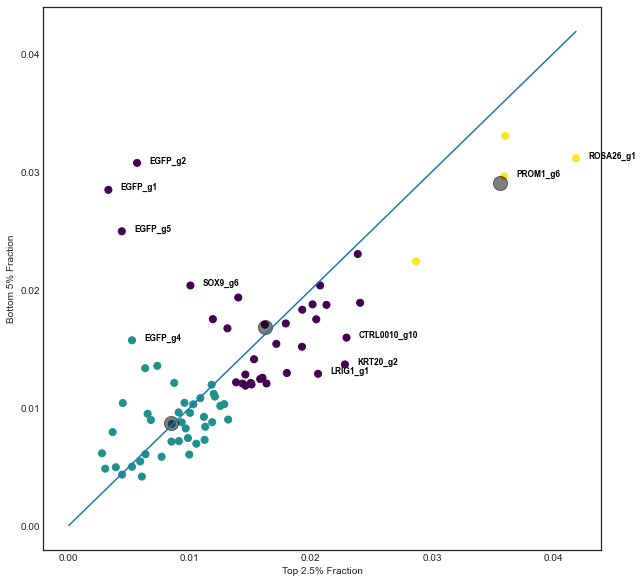 0.04
0.03
0.02
0.01
0.00
Bottom 5% Fraction
EGFP_g2
EGFP_g1
EGFP_g5
SOX9_g6
EGFP_g4
ROSA26_g1
PROM1_g6
CTRL0010_g10
KRT20_g2
LRIG1_g1
0.00 0.01 0.02 0.03 0.04
Top 2.5% Fraction